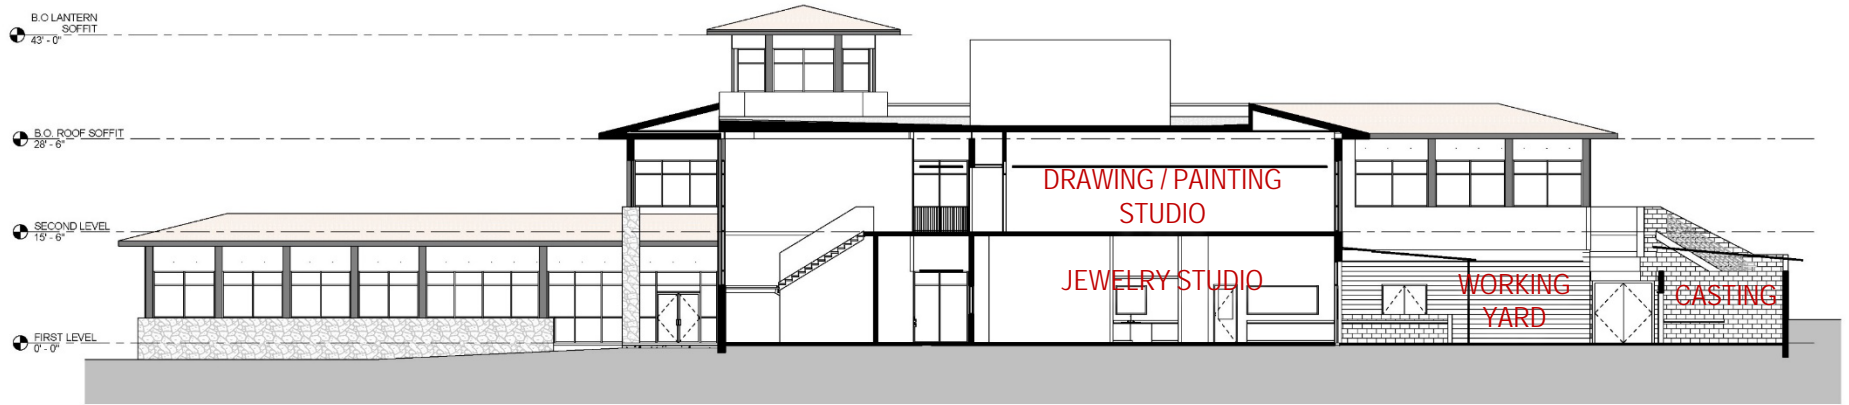 B.O LANTERN
SOFFIT
43' - 0"
B.O. ROOF SOFFIT
28' - 6"
DRAWING / PAINTING
STUDIO
SECOND LEVEL
15' - 6"
JEWELRY STUDIO
WORKING
YARD
CASTING
FIRST LEVEL
0' - 0"